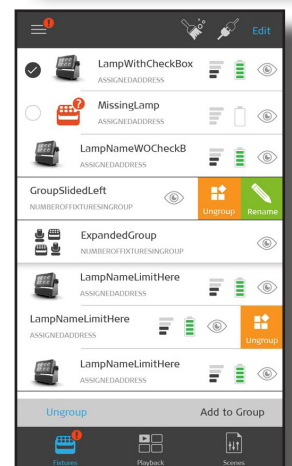 Edit
LampWithCheckBox
ASSIGNEDADDRESS
MissingLamp
ASSIGNEDADDRESS
LampNameWOCheckB
ASSIGNEDADDRESS
GroupSlidedLeft
NUMBEROFFIXTURESINGROUP
Ungroup
Rename
ExpandedGroup
NUMBEROFFIXTURESINGROUP
LampNameLimitHere
ASSIGNEDADDRESS
LampNameLimitHere
ASSIGNEDADDRESS
Ungroup
LampNameLimitHere
ASSIGNEDADDRESS
Ungroup
Add to Group
Fixtures
Playback
Scenes